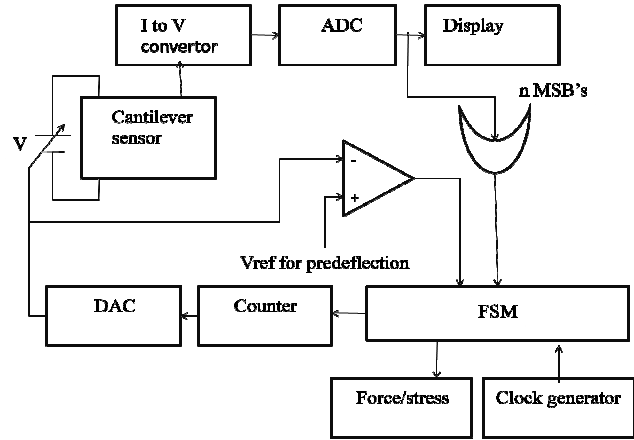 I to V
convertor
ADC
Display
n MSB's
Cantilever
sensor
V
-
+
Vref for predeflection
DAC
Counter
FSM
Force/stress
Clock generator